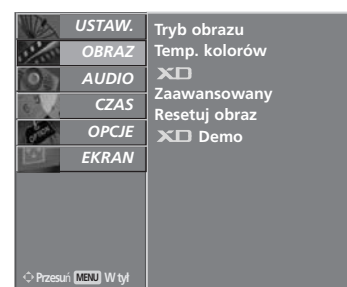 USTAW.
OBRAZ
AUDIO
CZAS
OPCJE
EKRAN
Tryb obrazu
Temp. kolorów
XD
Zaawansowany
Resetuj obraz
XD Demo
Przesuń MENU W tył